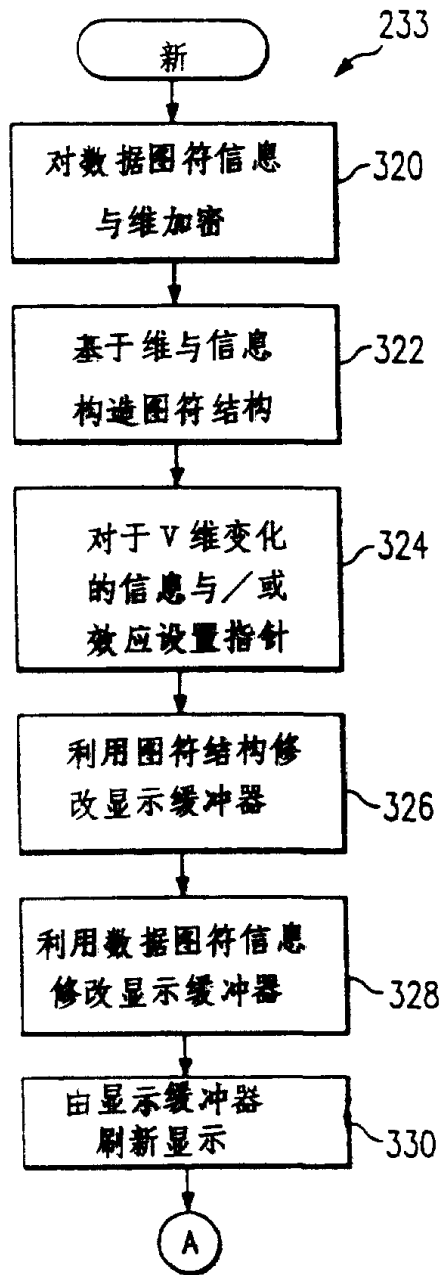 新
233
对数据图符信息
与维加密
320
基于维与信息
构造图符结构
322
对于V维变化
的信息与/或
效应设置指针
324
利用图符结构修
改显示缓冲器
326
利用数据图符信息
修改显示缓冲器
328
由显示缓冲器
刷新显示
330
A